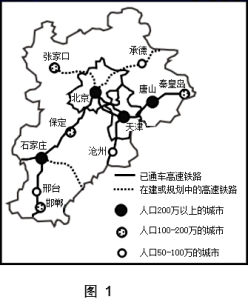 张家口
承德
北京
唐山
秦皇岛
天津
保定
石家庄
沧州
邢台
邯郸
已通车高速铁路
在建或规划中的高速铁路
人口200万以上的城市
人口100-200万的城市
人口50-100万的城市
图 1